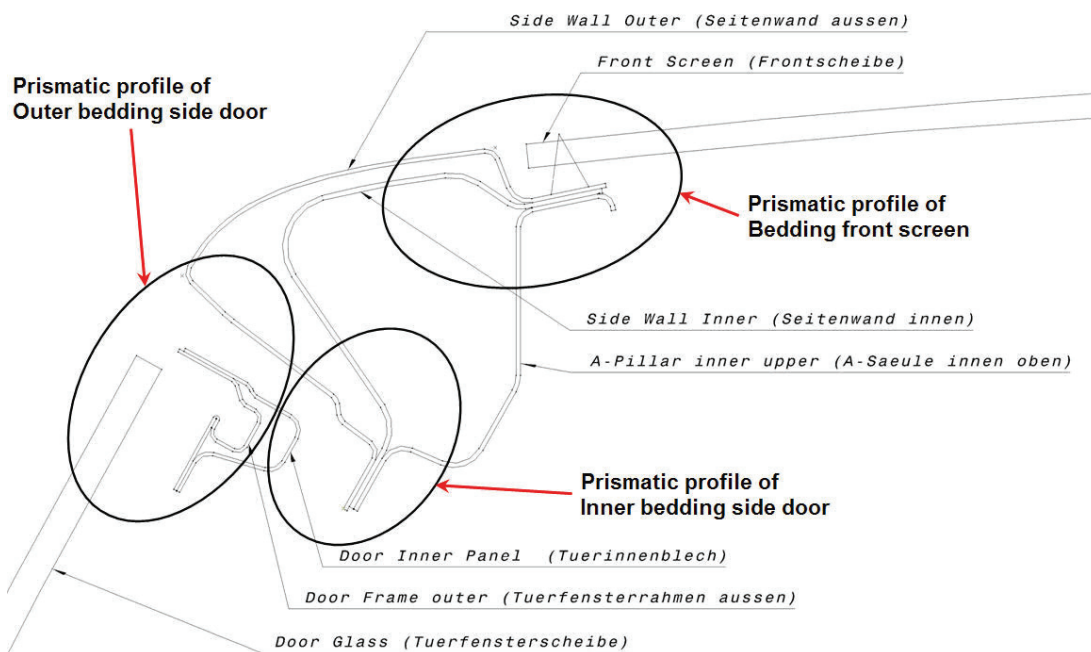 Side Wall Outer (Seitenwand aussen)
Front Screen (Frontscheibe)
Prismatic profile of
Outer bedding side door
Prismatic profile of
Bedding front screen
Side Wall Inner (Seitenwand innen)
A-Pillar inner upper (A-Saeule innen oben)
Prismatic profile of
Inner bedding side door
Door Inner Panel (Tuerinnenblech)
Door Frame outer (Tuerfensterrahmen aussen)
Door Glass (Tuerfensterscheibe)